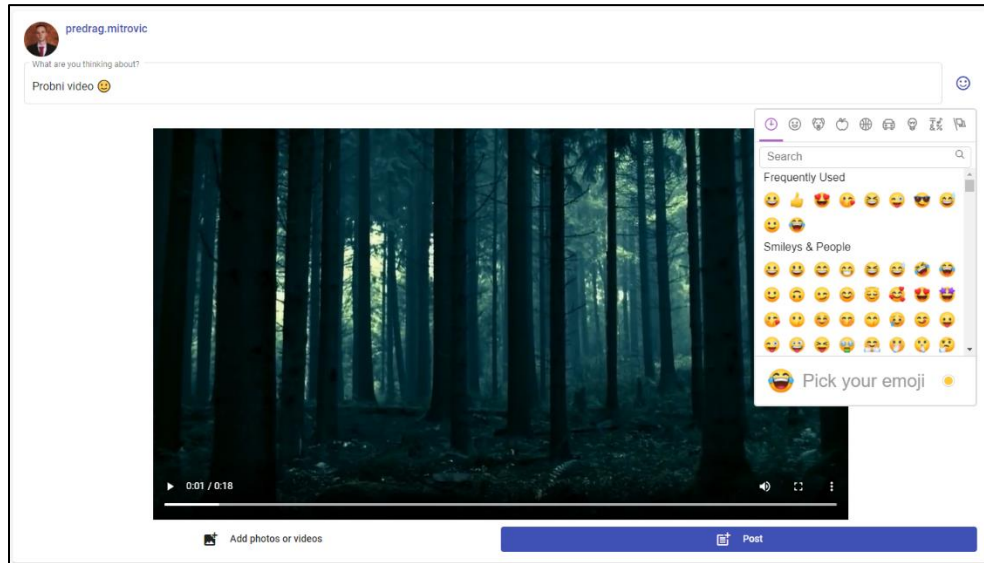 predrag.mitrovic
What are you thinking about?
Probni video 🙂
Search
Frequently Used
Smileys & People
Pick your emoji
0:01 / 0:18
Add photos or videos
Post